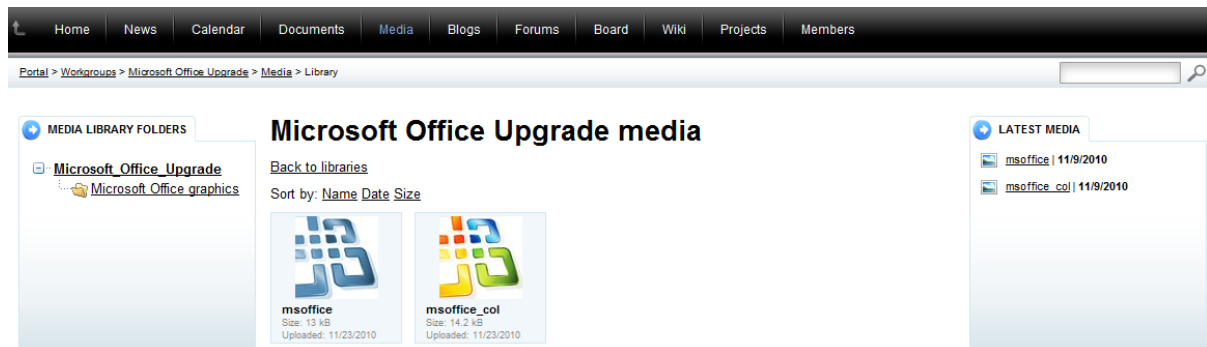 Home News Calendar Documents Media Blogs Forums Board Wiki Projects Members
Portal > Workgroups > Microsoft Office Upgrade > Media > Library
MEDIA LIBRARY FOLDERS
Microsoft_Office_Upgrade
Microsoft Office graphics
Microsoft Office Upgrade media
Back to libraries
Sort by: Name Date Size
msoffice
Size: 13 kB
Uploaded: 11/23/2010
msoffice_col
Size: 14.2 kB
Uploaded: 11/23/2010
LATEST MEDIA
msoffice | 11/9/2010
msoffice_col | 11/9/2010